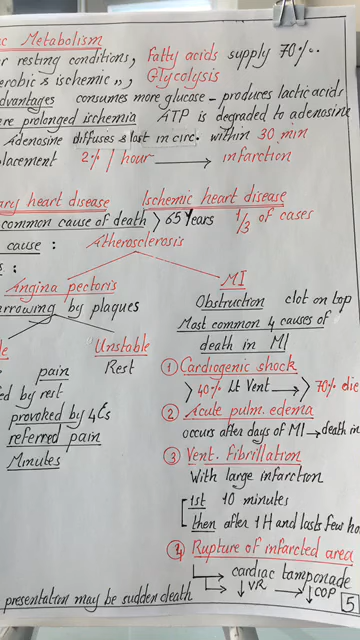 Metabolism
resting conditions, fatty acids supply 70%.
erobic & ischemic ,, , Glycolysis
dvantages consumes more glucose - produces lactic acids
ere prolonged ischemia ATP is degraded to adenosine
Adenosine diffuses & lost in circ. within 30 min
lacement 2% / hour → infarction
ary heart disease Ischemic heart disease
common cause of death > 65 Years 1/3 of cases
cause : Atherosclerosis
s :
Angina pectoris
arrowing by plaques
Unstable
Rest
le
pain
ed by rest
provoked by 4 Es
referred pain
Minutes
MI
Obstruction clot on top
Most common 4 causes of
death in MI
① Cardiogenic shock
> 40% Lt Vent → > 70% die
② Acute pulm. edema
occurs after days of MI → death in
③ Vent. Fibrillation
With large infarction
1st 10 minutes
then after 1 H and lasts few ho
④ Rupture of infarcted area
→ cardiac tamponade
→ ↓ VR → ↓ COP
presentation may be sudden death
5